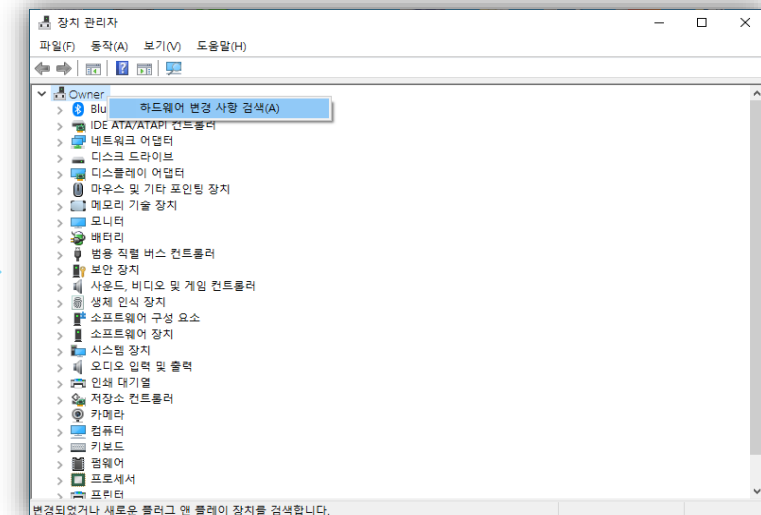 장치 관리자
파일(F) 동작(A) 보기(V) 도움말(H)
Owner
Blu
하드웨어 변경 사항 검색(A)
IDE ATA/ATAPI 컨트롤러
네트워크 어댑터
디스크 드라이브
디스플레이 어댑터
마우스 및 기타 포인팅 장치
메모리 기술 장치
모니터
배터리
범용 직렬 버스 컨트롤러
보안 장치
사운드, 비디오 및 게임 컨트롤러
생체 인식 장치
소프트웨어 구성 요소
소프트웨어 장치
시스템 장치
오디오 입력 및 출력
인쇄 대기열
저장소 컨트롤러
카메라
컴퓨터
키보드
펌웨어
프로세서
프린터
변경되었거나 새로운 플러그 앤 플레이 장치를 검색합니다.